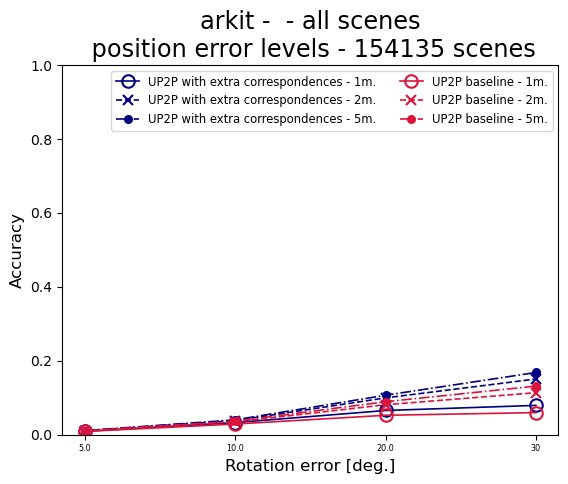 arkit -  - all scenes
position error levels - 154135 scenes
UP2P with extra correspondences - 1m.
UP2P with extra correspondences - 2m.
UP2P with extra correspondences - 5m.
UP2P baseline - 1m.
UP2P baseline - 2m.
UP2P baseline - 5m.
Accuracy
1.0
0.8
0.6
0.4
0.2
0.0
5.0 10.0 20.0 30
Rotation error [deg.]